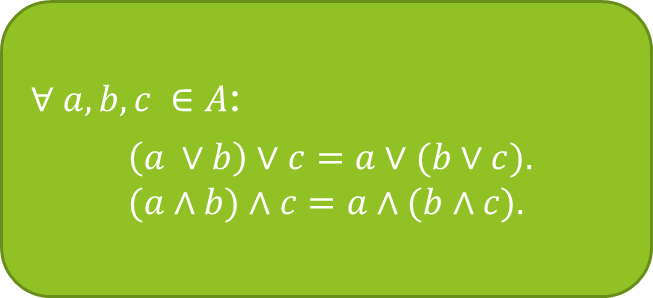 ∀ a, b, c ∈ A:
(a ∨ b) ∨ c = a ∨ (b ∨ c).
(a ∧ b) ∧ c = a ∧ (b ∧ c).